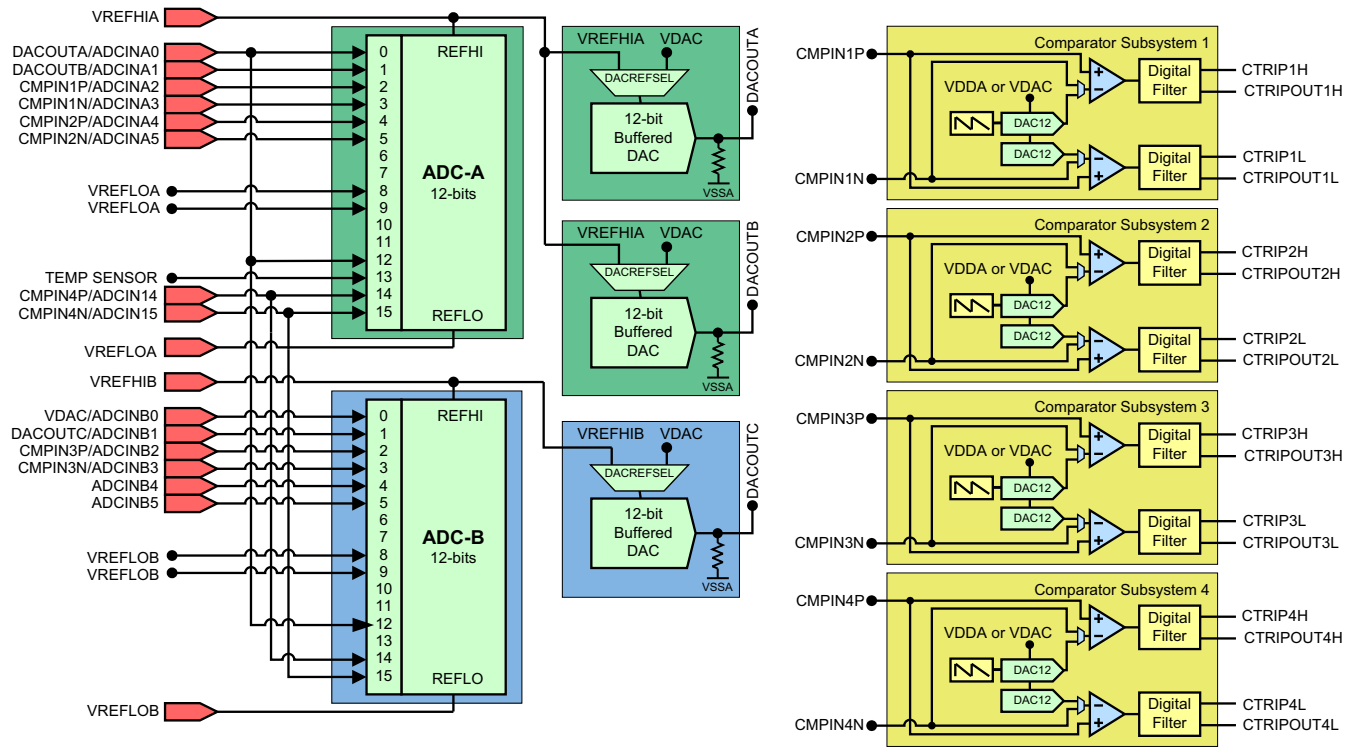 VREFHIA
DACOUTA/ADCINA0
DACOUTB/ADCINA1
CMPIN1P/ADCINA2
CMPIN1N/ADCINA3
CMPIN2P/ADCINA4
CMPIN2N/ADCINA5
VREFLOA
VREFLOA
TEMP SENSOR
CMPIN4P/ADCIN14
CMPIN4N/ADCIN15
VREFLOA
0
1
2
3
4
5
6
7
8
9
10
11
12
13
14
15
REFHI
ADC-A
12-bits
REFLO
VREFHIB
VDAC/ADCINB0
DACOUTC/ADCINB1
CMPIN3P/ADCINB2
CMPIN3N/ADCINB3
ADCINB4
ADCINB5
VREFLOB
VREFLOB
VREFLOB
0
1
2
3
4
5
6
7
8
9
10
11
12
13
14
15
REFHI
ADC-B
12-bits
REFLO
VREFHIA
VDAC
DACREFSEL
12-bit
Buffered
DAC
VSSA
DACOUTA
VREFHIA
VDAC
DACREFSEL
12-bit
Buffered
DAC
VSSA
DACOUTB
VREFHIB
VDAC
DACREFSEL
12-bit
Buffered
DAC
VSSA
DACOUTC
Comparator Subsystem 1
CMPIN1P
VDDA or VDAC
DAC12
DAC12
CMPIN1N
+
−
−
+
Digital
Filter
Digital
Filter
CTRIP1H
CTRIPOUT1H
CTRIP1L
CTRIPOUT1L
Comparator Subsystem 2
CMPIN2P
VDDA or VDAC
DAC12
DAC12
CMPIN2N
+
−
−
+
Digital
Filter
Digital
Filter
CTRIP2H
CTRIPOUT2H
CTRIP2L
CTRIPOUT2L
Comparator Subsystem 3
CMPIN3P
VDDA or VDAC
DAC12
DAC12
CMPIN3N
+
−
−
+
Digital
Filter
Digital
Filter
CTRIP3H
CTRIPOUT3H
CTRIP3L
CTRIPOUT3L
Comparator Subsystem 4
CMPIN4P
VDDA or VDAC
DAC12
DAC12
CMPIN4N
+
−
−
+
Digital
Filter
Digital
Filter
CTRIP4H
CTRIPOUT4H
CTRIP4L
CTRIPOUT4L